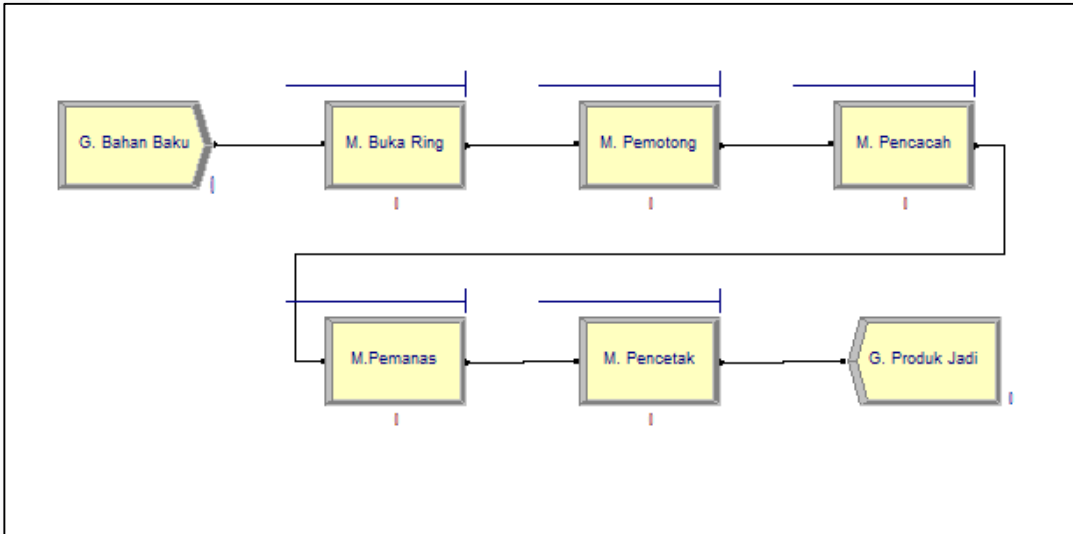 G. Bahan Baku
M. Buka Ring
M. Pemotong
M. Pencacah
M.Pemanas
M. Pencetak
G. Produk Jadi